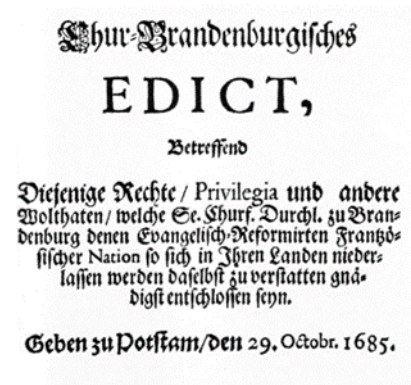 Chur-Brandenburgisches
EDICT,
Betreffend
Diejenige Rechte / Privilegia und andere
Wolthaten / welche Se. Churf. Durchl. zu Bran-
denburg denen Evangelisch-Reformirten Frantzö-
sischer Nation so sich in Ihren Landen nieder-
lassen werden daselbst zu verstatten gnä-
digst entschlossen seyn.
Geben zu Potstam / den 29. Octobr. 1685.